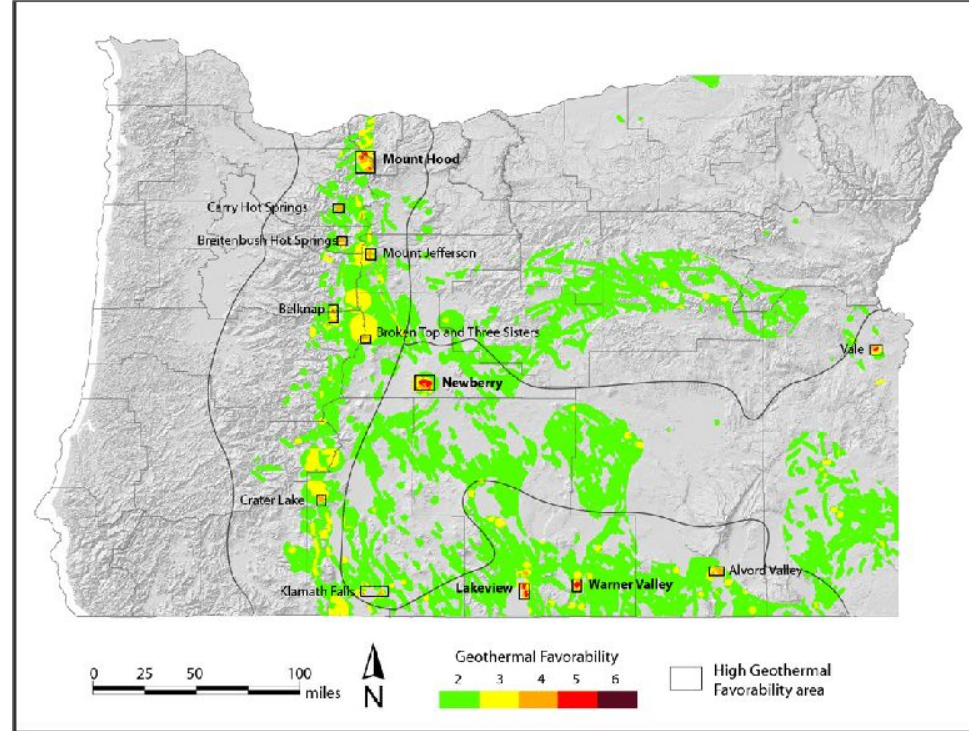 Mount Hood
Carry Hot Springs
Breitenbush Hot Springs
Mount Jefferson
Belknap
Broken Top and Three Sisters
Vale
Newberry
Crater Lake
Klamath Falls
Lakeview
Warner Valley
Alvord Valley
0 25 50 100
miles
N
Geothermal Favorability
2 3 4 5 6
High Geothermal
Favorability area